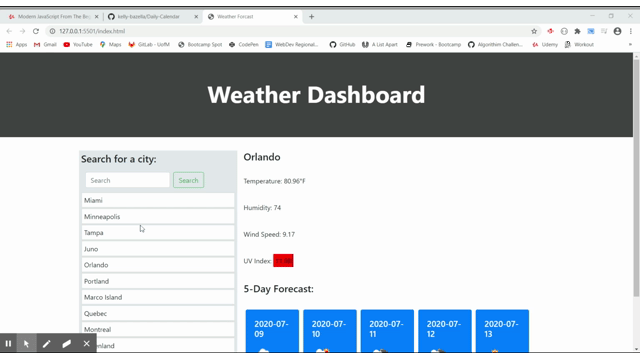 Modern JavaScript From The Be
kelly-bazella/Daily-Calendar
Weather Forcast
127.0.0.1:5501/index.html
Apps
Gmail
YouTube
Maps
GitLab - UofM
Bootcamp Spot
CodePen
WebDev Regional...
GitHub
A List Apart
Prework - Bootcamp
Algorithm Challen...
Udemy
Workout
Weather Dashboard
Search for a city:
Search
Search
Miami
Minneapolis
Tampa
Juno
Orlando
Portland
Marco Island
Quebec
Montreal
Orlando
Temperature: 80.96°F
Humidity: 74
Wind Speed: 9.17
UV Index:
5-Day Forecast:
2020-07-
09
2020-07-
10
2020-07-
11
2020-07-
12
2020-07-
13